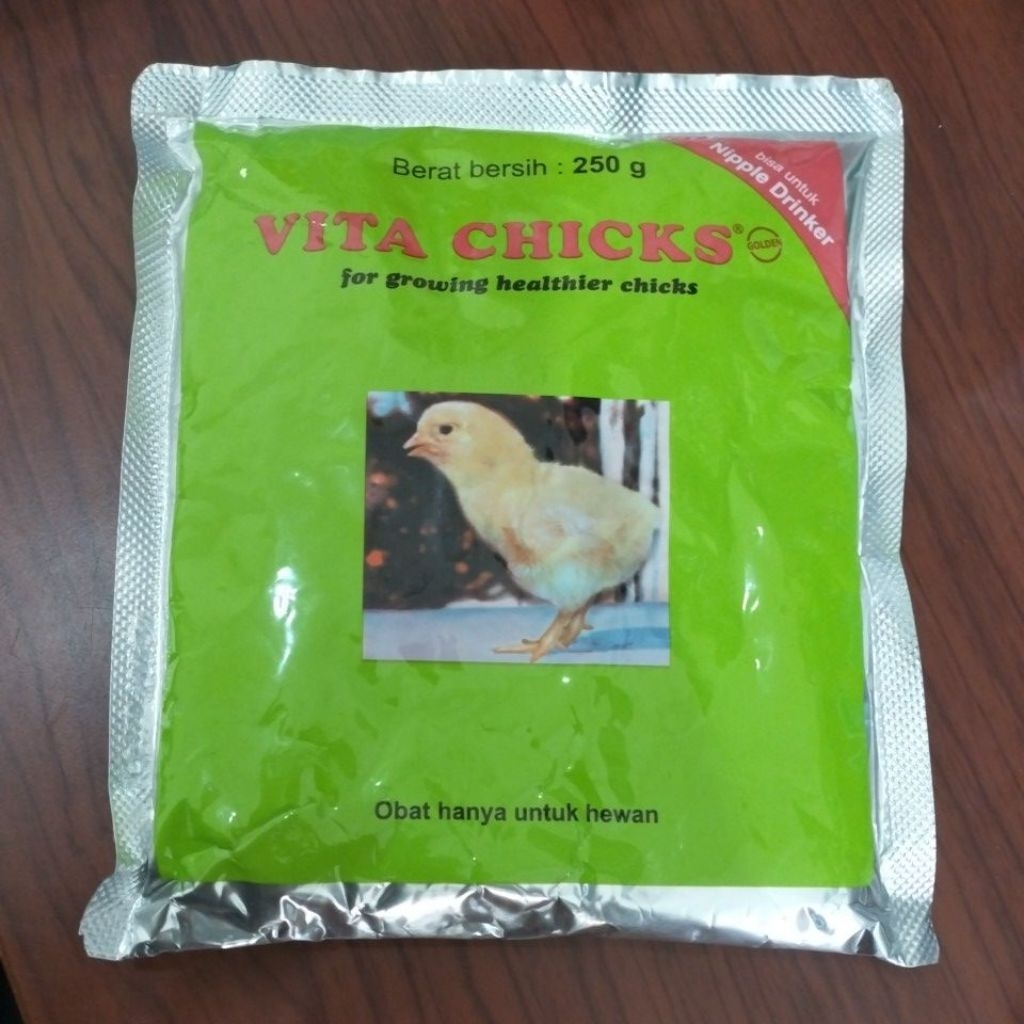 Berat bersih : 250 g
bisa untuk
Nipple Drinker
VITA CHICKS®
GOLDEN
for growing healthier chicks
Obat hanya untuk hewan